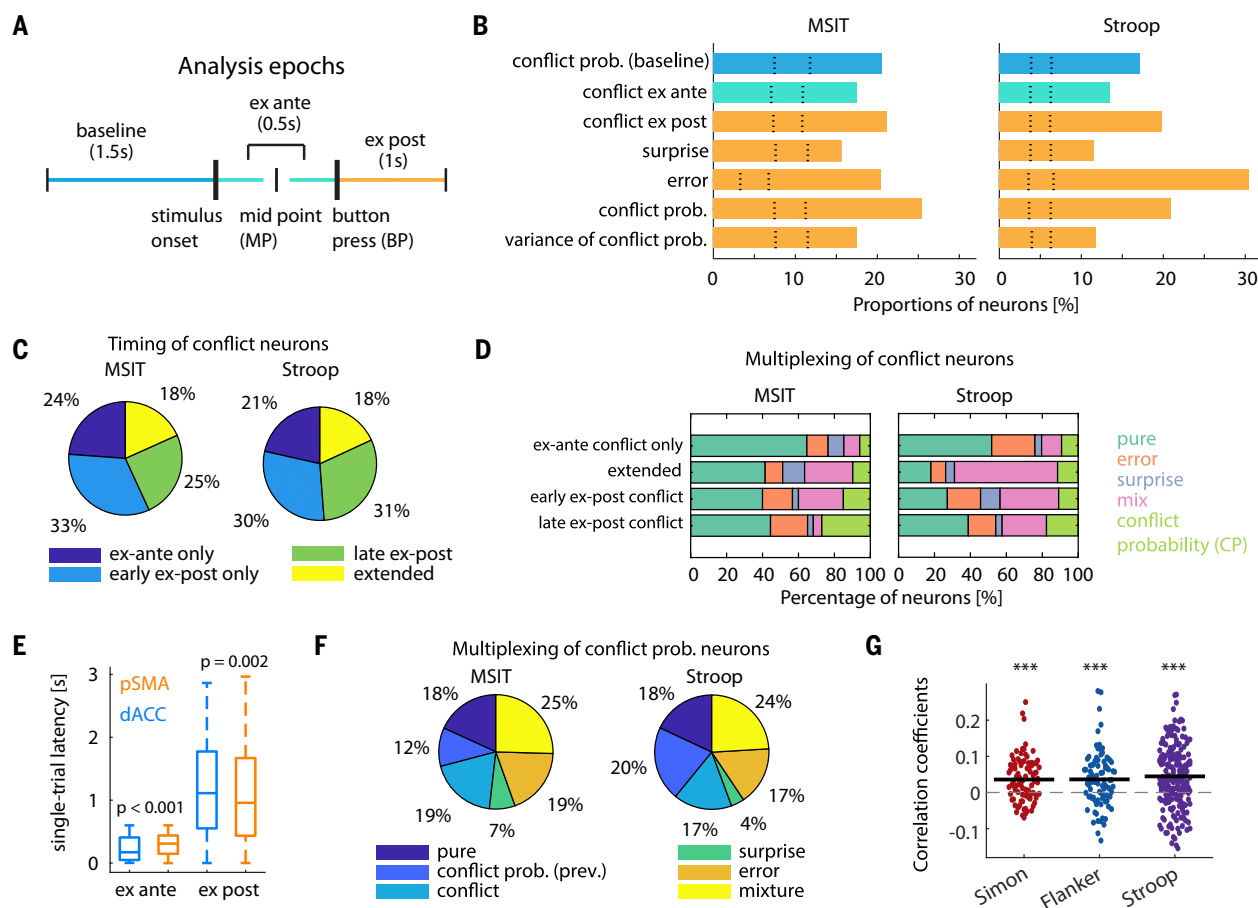 A
Analysis epochs
baseline
(1.5s)
ex ante
(0.5s)
ex post
(1s)
stimulus
onset
mid point
(MP)
button
press (BP)
B
MSIT
Stroop
conflict prob. (baseline)
conflict ex ante
conflict ex post
surprise
error
conflict prob.
variance of conflict prob.
0 10 20 30
0 10 20 30
Proportions of neurons [%]
C
Timing of conflict neurons
MSIT
Stroop
24%
18%
25%
33%
21%
18%
31%
30%
ex-ante only
early ex-post only
late ex-post
extended
D
Multiplexing of conflict neurons
MSIT
Stroop
ex-ante conflict only
extended
early ex-post conflict
late ex-post conflict
0 20 40 60 80 100
0 20 40 60 80 100
Percentage of neurons [%]
pure
error
surprise
mix
conflict
probability (CP)
E
single-trial latency [s]
3
2
1
0
pSMA
dACC
p = 0.002
p < 0.001
ex ante
ex post
F
Multiplexing of conflict prob. neurons
MSIT
Stroop
18%
25%
12%
19%
19%
7%
18%
24%
20%
17%
17%
4%
pure
conflict prob. (prev.)
conflict
surprise
error
mixture
G
Correlation coefficients
0.2
0.1
0
-0.1
***
***
***
Simon
Flanker
Stroop